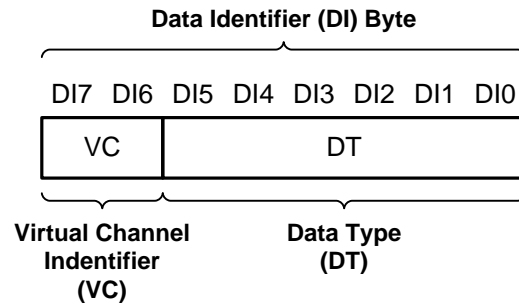 Data Identifier (DI) Byte
DI7 DI6 DI5 DI4 DI3 DI2 DI1 DI0
VC DT
Virtual Channel
Indentifier
(VC)
Data Type
(DT)